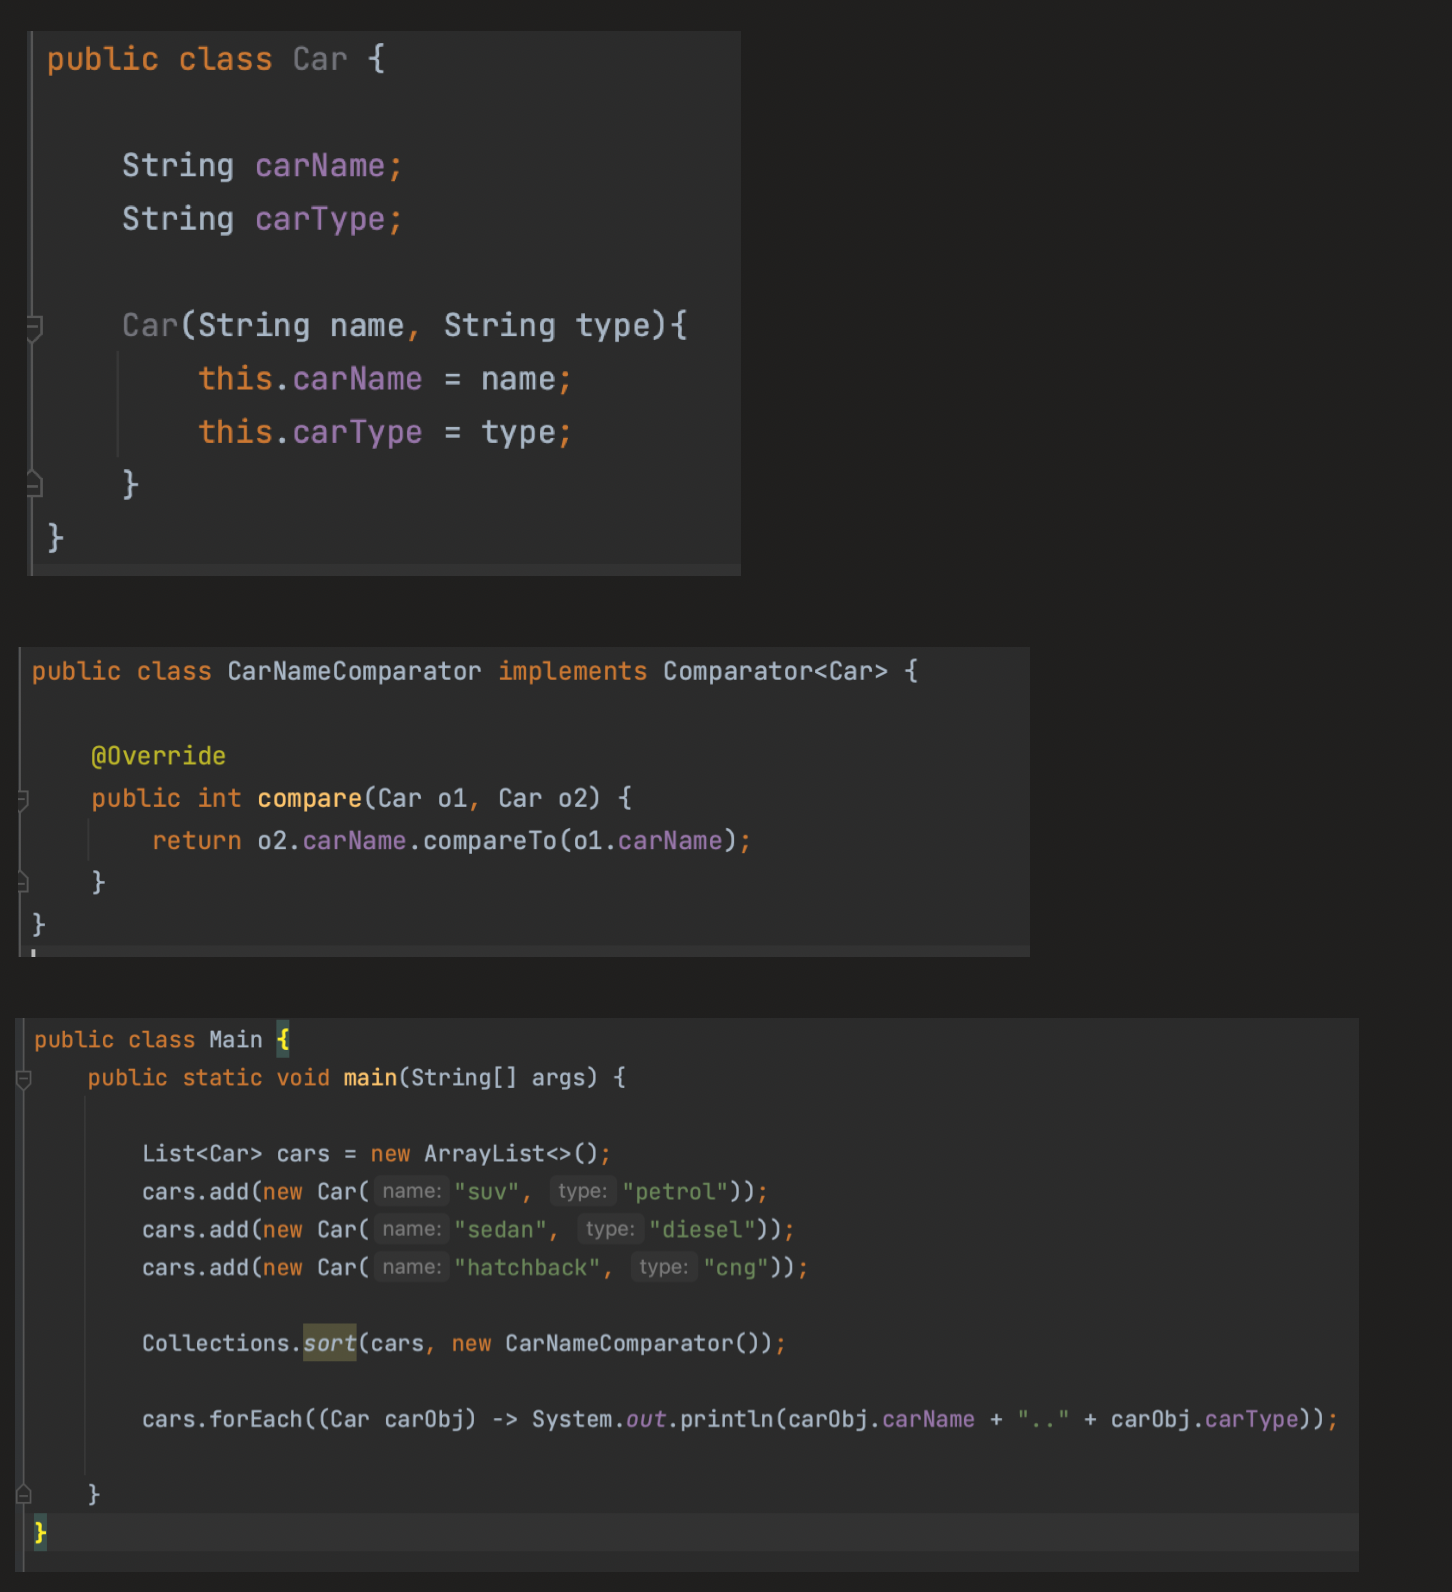 public class Car {
String carName;
String carType;
Car(String name, String type){
this.carName = name;
this.carType = type;
}
}
public class CarNameComparator implements Comparator<Car> {
@Override
public int compare(Car o1, Car o2) {
return o2.carName.compareTo(o1.carName);
}
}
public class Main {
public static void main(String[] args) {
List<Car> cars = new ArrayList<>();
cars.add(new Car( name: "suv", type: "petrol"));
cars.add(new Car( name: "sedan", type: "diesel"));
cars.add(new Car( name: "hatchback", type: "cng"));
Collections.sort(cars, new CarNameComparator());
cars.forEach((Car carObj) -> System.out.println(carObj.carName + ".." + carObj.carType));
}
}